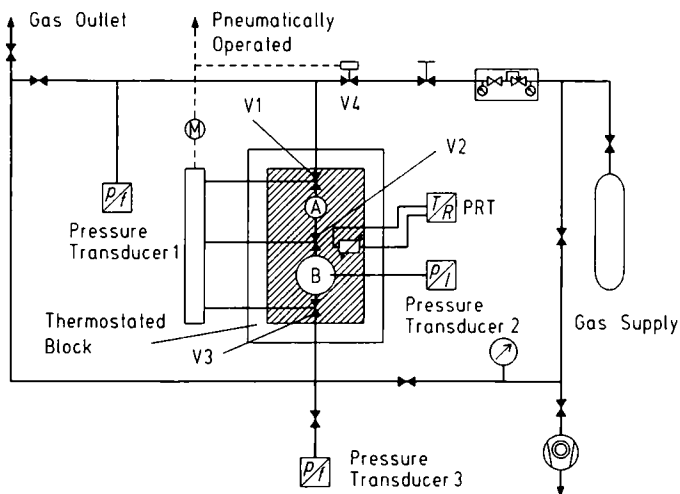 Gas Outlet
Pneumatically
Operated
V1
V4
M
V2
A
P/f
Pressure
Transducer 1
T/R
PRT
B
P/I
Pressure
Transducer 2
Gas Supply
Thermostated
Block
V3
P/f
Pressure
Transducer 3